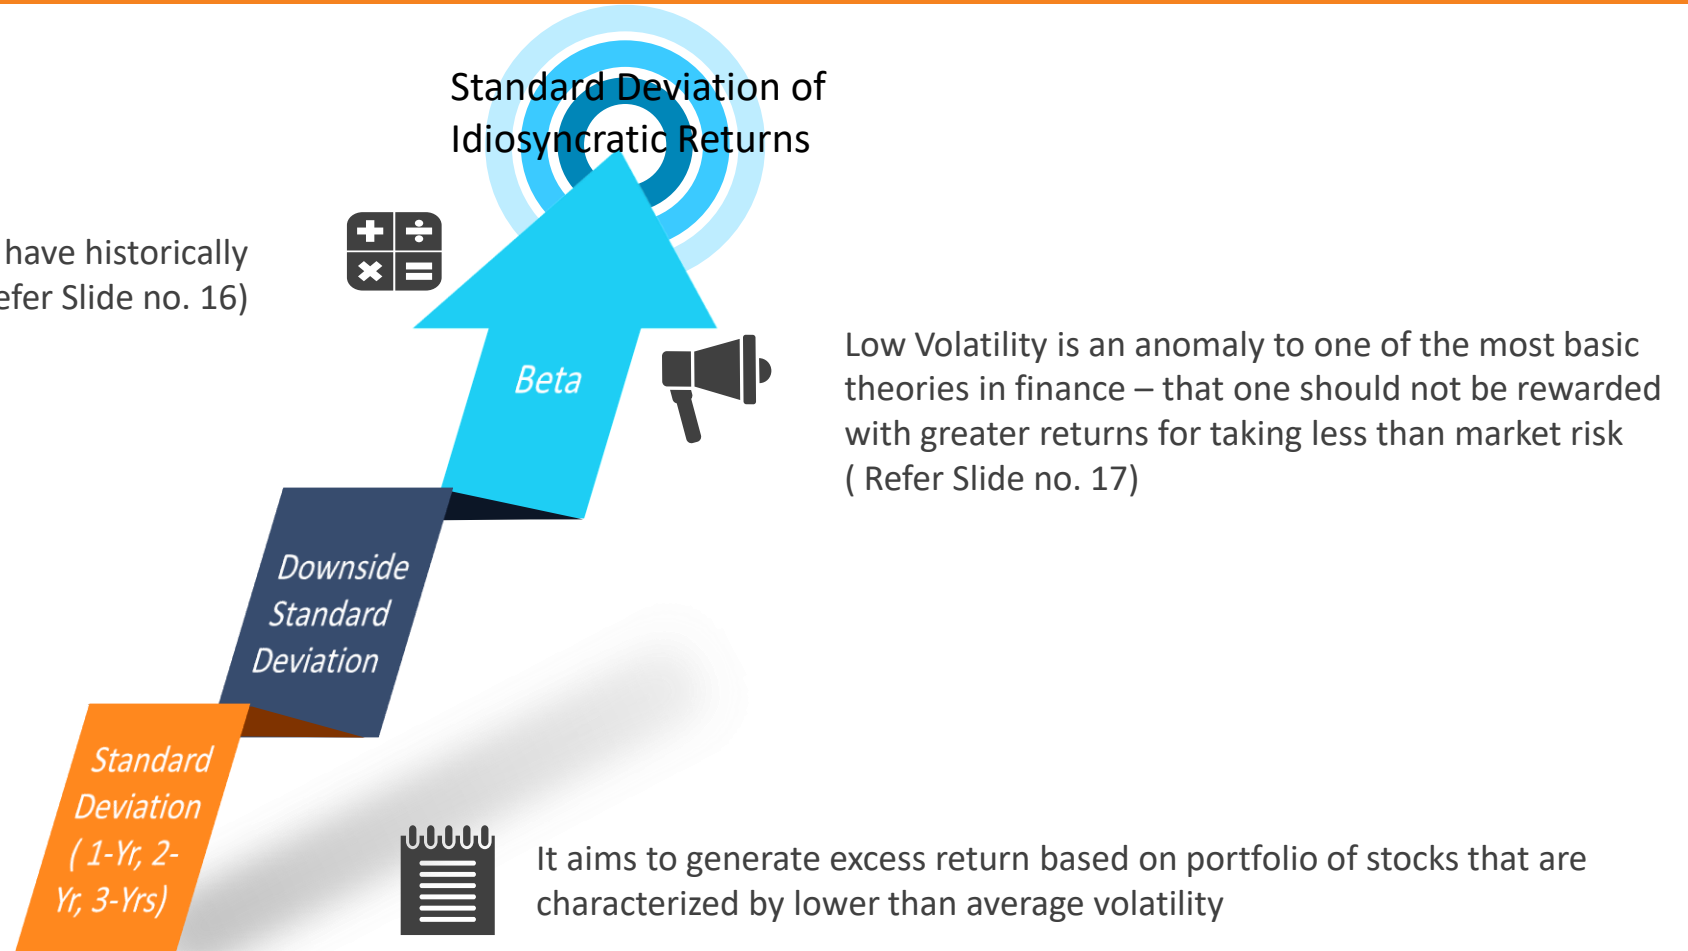 Standard Deviation of
Idiosyncratic Returns
have historically
Slide no. 16)
Beta
Low Volatility is an anomaly to one of the most basic
theories in finance – that one should not be rewarded
with greater returns for taking less than market risk
( Refer Slide no. 17)
Downside
Standard
Deviation
Standard
Deviation
( 1-Yr, 2-
Yr, 3-Yrs)
It aims to generate excess return based on portfolio of stocks that are
characterized by lower than average volatility